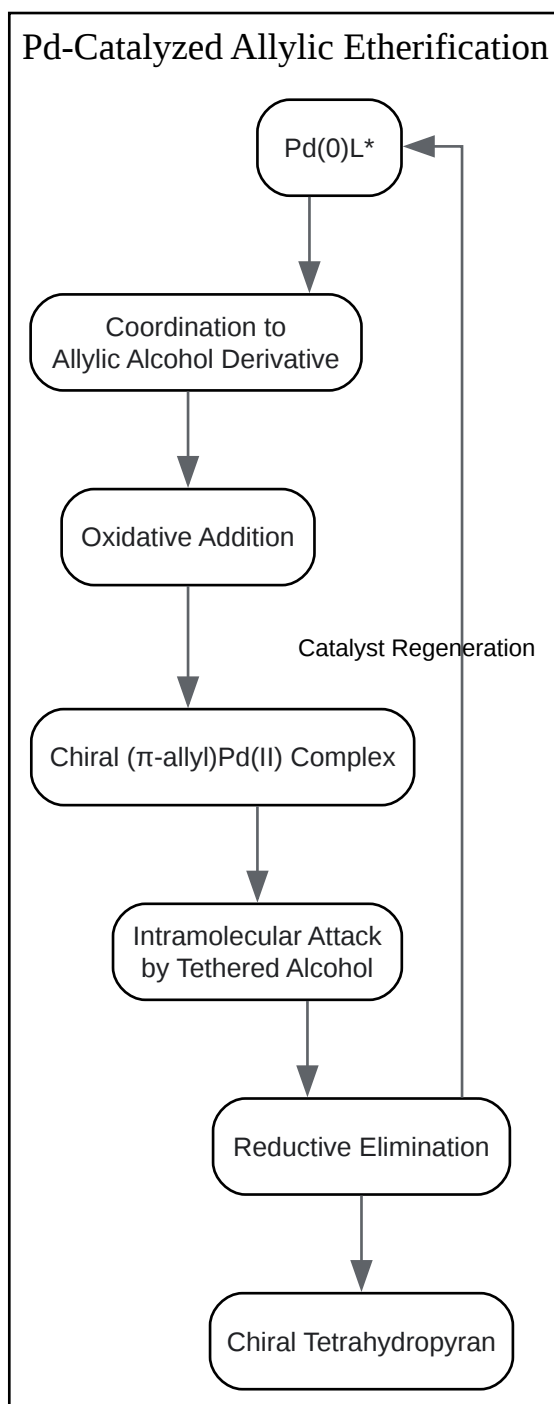 Pd-Catalyzed Allylic Etherification
Pd(0)L*
Coordination to
Allylic Alcohol Derivative
Oxidative Addition
Catalyst Regeneration
Chiral (π-allyl)Pd(II) Complex
Intramolecular Attack
by Tethered Alcohol
Reductive Elimination
Chiral Tetrahydropyran